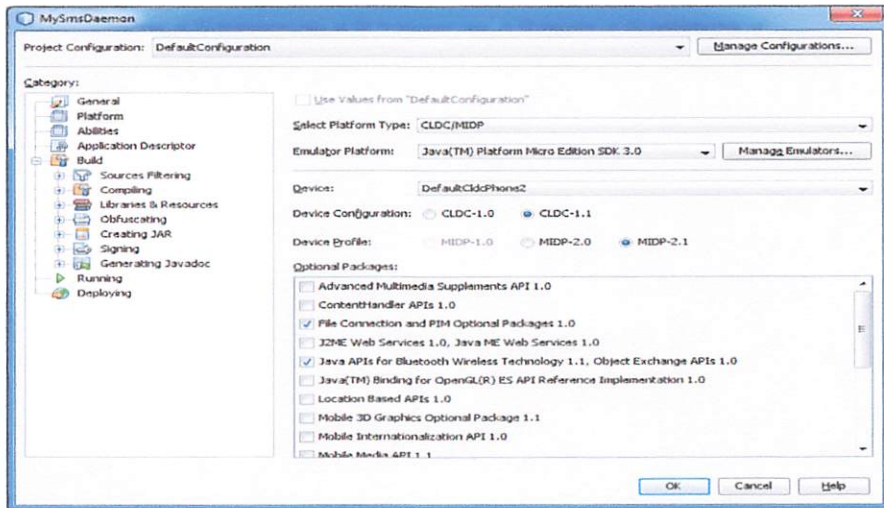 MySmsDaemon
Project Configuration: DefaultConfiguration Manage Configurations...
Category:
General
Platform
Abilities
Application Descriptor
Build
Sources Filtering
Compiling
Libraries & Resources
Obfuscating
Creating JAR
Signing
Generating Javadoc
Running
Deploying
Use Values from "DefaultConfiguration"
Select Platform Type: CLDC/MIDP
Emulator Platform: Java(TM) Platform Micro Edition SDK 3.0 Manage Emulators...
Device: DefaultCldcPhone2
Device Configuration: CLDC-1.0 CLDC-1.1
Device Profile: MIDP-1.0 MIDP-2.0 MIDP-2.1
Optional Packages:
Advanced Multimedia Supplements API 1.0
ContentHandler APIs 1.0
File Connection and PIM Optional Packages 1.0
J2ME Web Services 1.0, Java ME Web Services 1.0
Java APIs for Bluetooth Wireless Technology 1.1, Object Exchange APIs 1.0
Java(TM) Binding for OpenGL(R) ES API Reference Implementation 1.0
Location Based APIs 1.0
Mobile 3D Graphics Optional Package 1.1
Mobile Internationalization API 1.0
Mobile Media API 1.1
OK Cancel Help